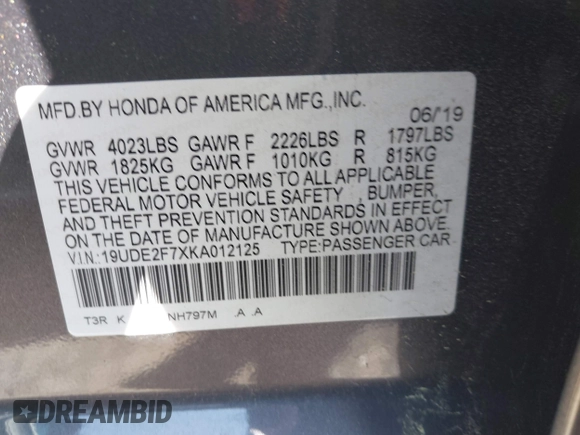 MFD.BY HONDA OF AMERICA MFG.,INC.
06/'19
GVWR 4023LBS GAWR F 2226LBS R 1797LBS
GVWR 1825KG GAWR F 1010KG R 815KG
THIS VEHICLE CONFORMS TO ALL APPLICABLE
FEDERAL MOTOR VEHICLE SAFETY , BUMPER,
AND THEFT PREVENTION STANDARDS IN EFFECT
ON THE DATE OF MANUFACTURE SHOWN ABOVE.
V.I.N:19UDE2F7XKA012125 TYPE:PASSENGER CAR
T3R K NH797M .A .A
DREAMBID